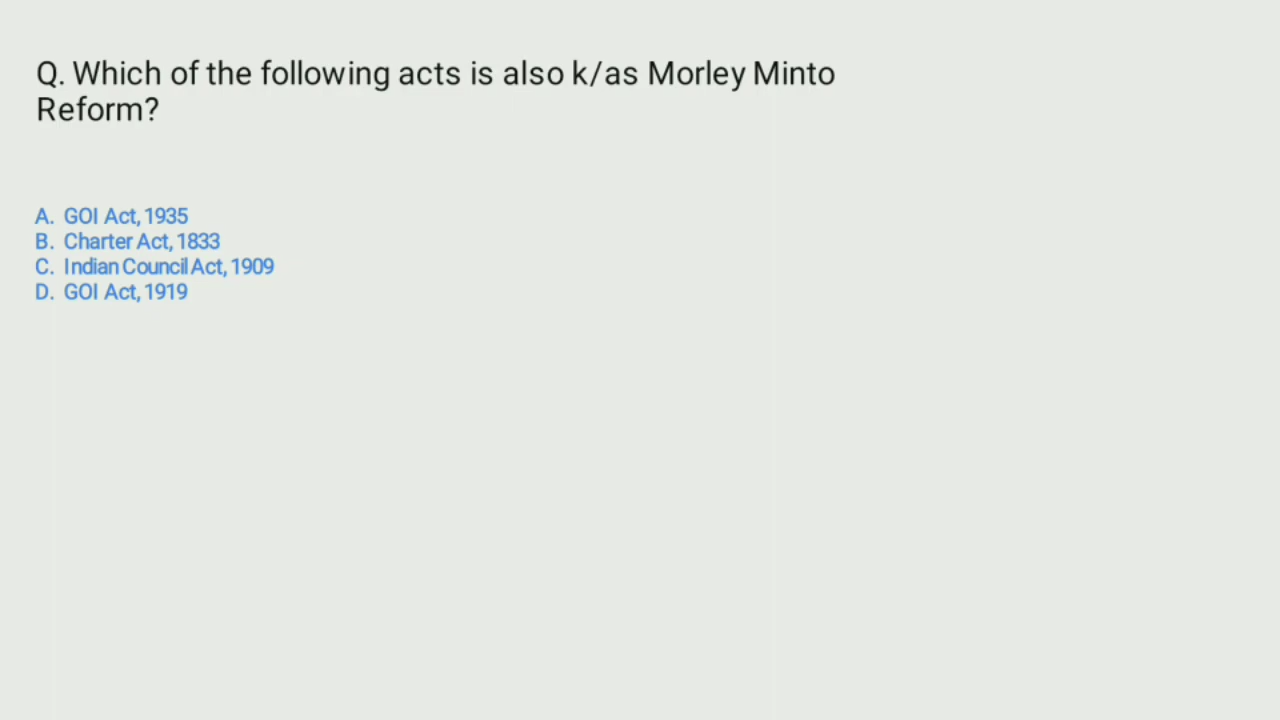 Q. Which of the following acts is also k/as Morley Minto
Reform?
A. GOI Act, 1935
B. Charter Act, 1833
C. Indian Council Act, 1909
D. GOI Act, 1919